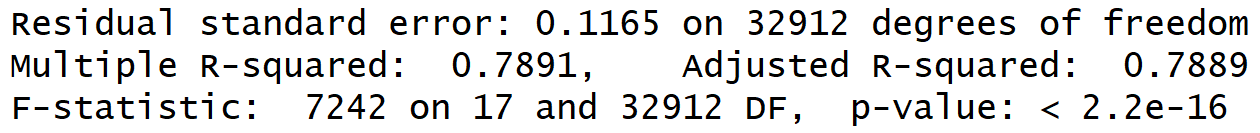 Residual standard error: 0.1165 on 32912 degrees of freedom
Multiple R-squared:  0.7891,    Adjusted R-squared:  0.7889
F-statistic:  7242 on 17 and 32912 DF,  p-value: < 2.2e-16